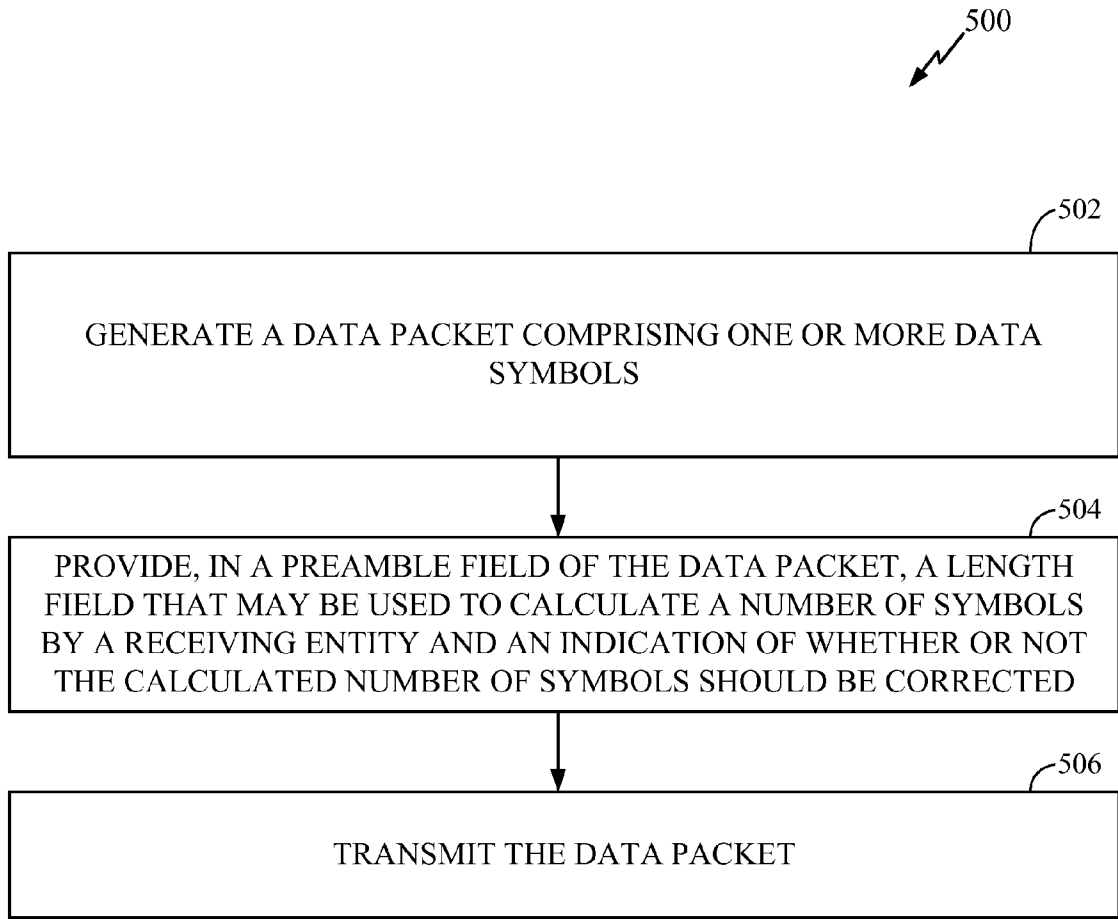 500
502
GENERATE A DATA PACKET COMPRISING ONE OR MORE DATA
SYMBOLS
504
PROVIDE, IN A PREAMBLE FIELD OF THE DATA PACKET, A LENGTH
FIELD THAT MAY BE USED TO CALCULATE A NUMBER OF SYMBOLS
BY A RECEIVING ENTITY AND AN INDICATION OF WHETHER OR NOT
THE CALCULATED NUMBER OF SYMBOLS SHOULD BE CORRECTED
506
TRANSMIT THE DATA PACKET